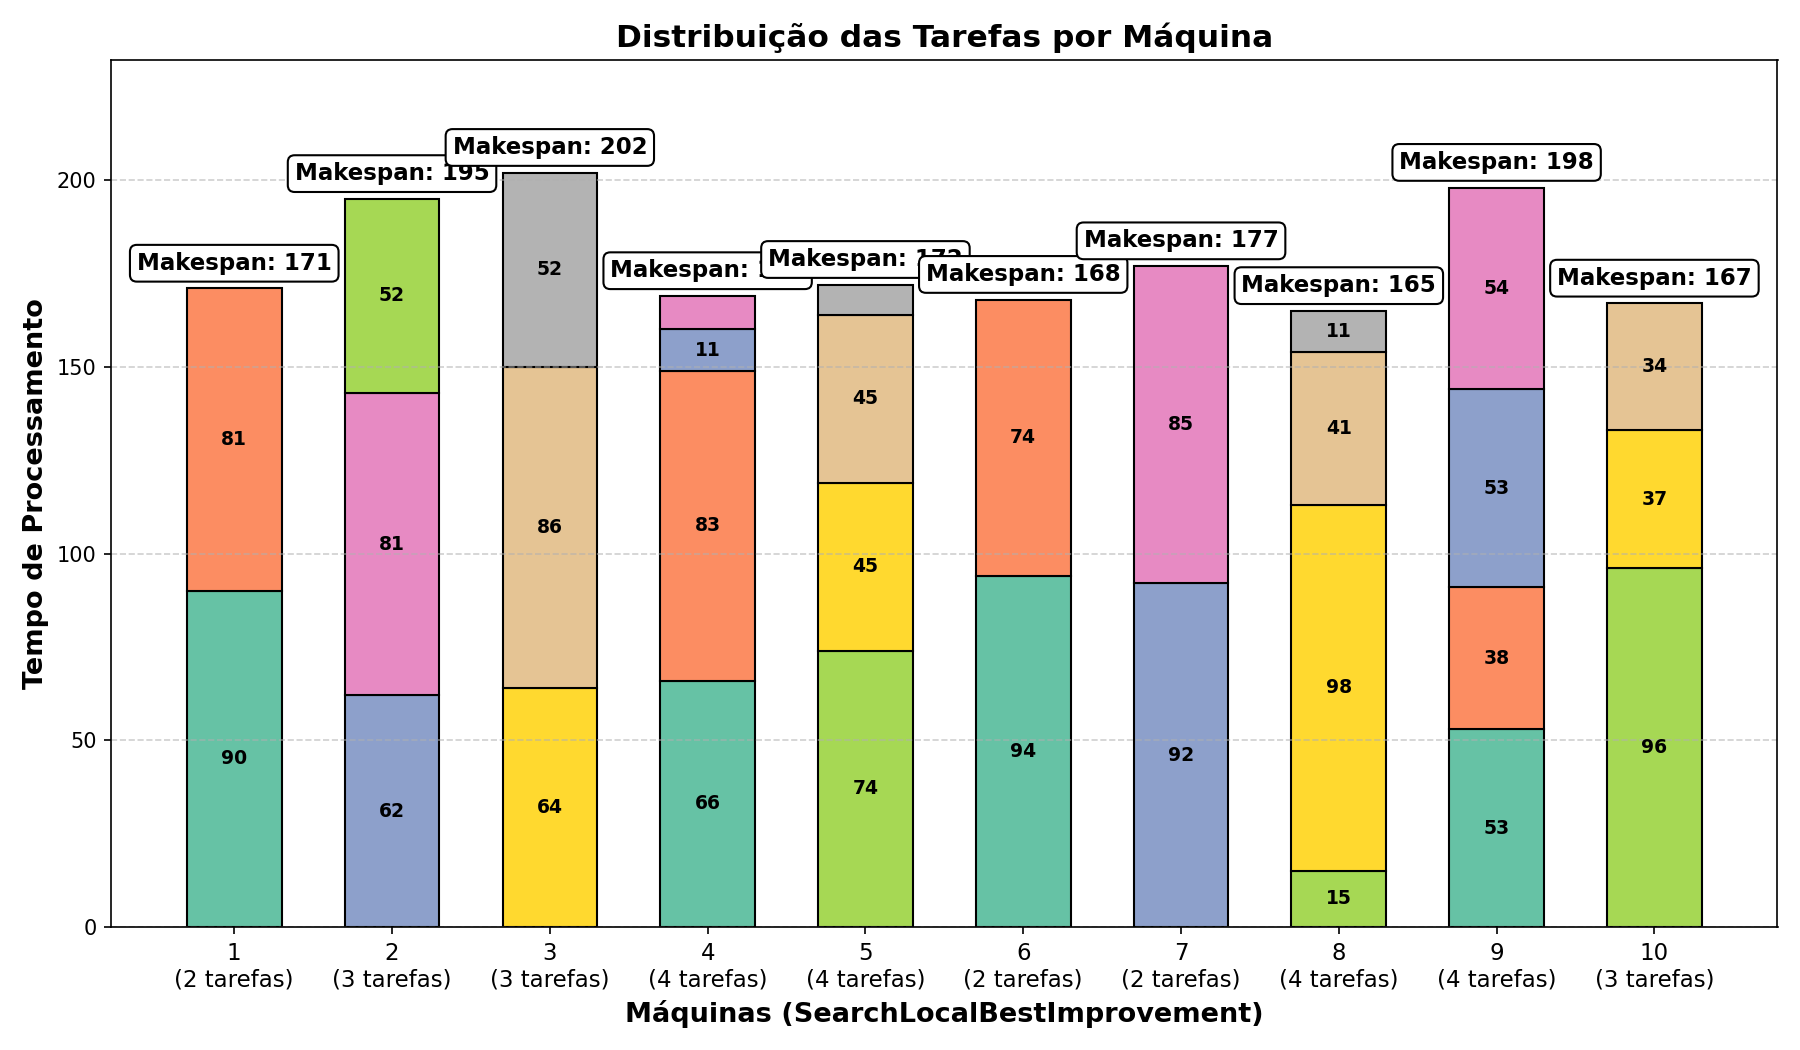 Distribuição das Tarefas por Máquina
Tempo de Processamento
200
150
100
50
0
Makespan: 171
81
90
Makespan: 195
52
81
62
Makespan: 202
52
86
64
Makespan:
11
83
66
Makespan: 172
45
45
74
Makespan: 168
74
94
Makespan: 177
85
92
Makespan: 165
11
41
98
15
Makespan: 198
54
53
38
53
Makespan: 167
34
37
96
1 2 3 4 5 6 7 8 9 10
(2 tarefas) (3 tarefas) (3 tarefas) (4 tarefas) (4 tarefas) (2 tarefas) (2 tarefas) (4 tarefas) (4 tarefas) (3 tarefas)
Máquinas (SearchLocalBestImprovement)